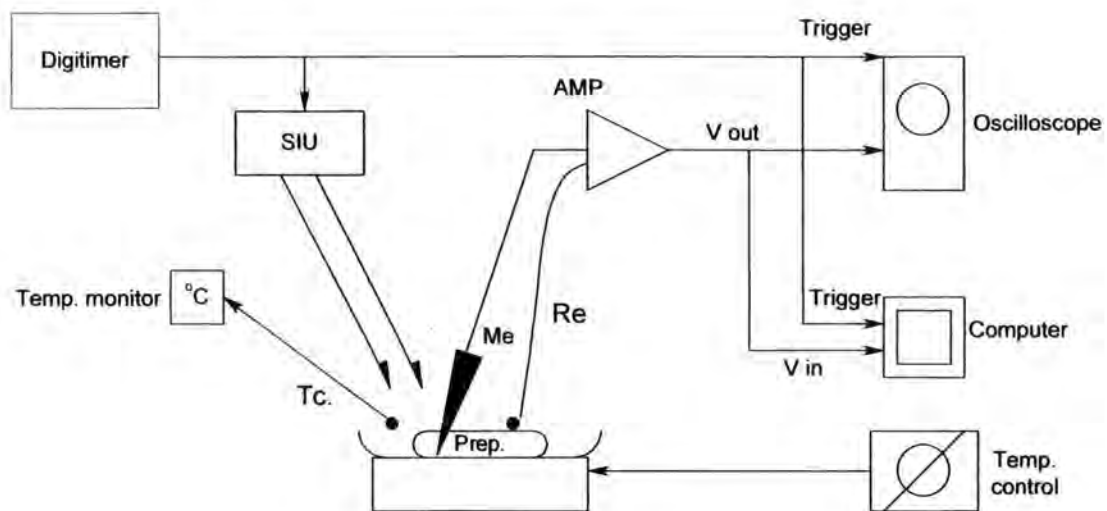 Trigger
Digitimer
AMP
Oscilloscope
V out
SIU
Temp. monitor
°C
Trigger
Re
Me
Computer
V in
Tc.
Prep.
Temp.
control